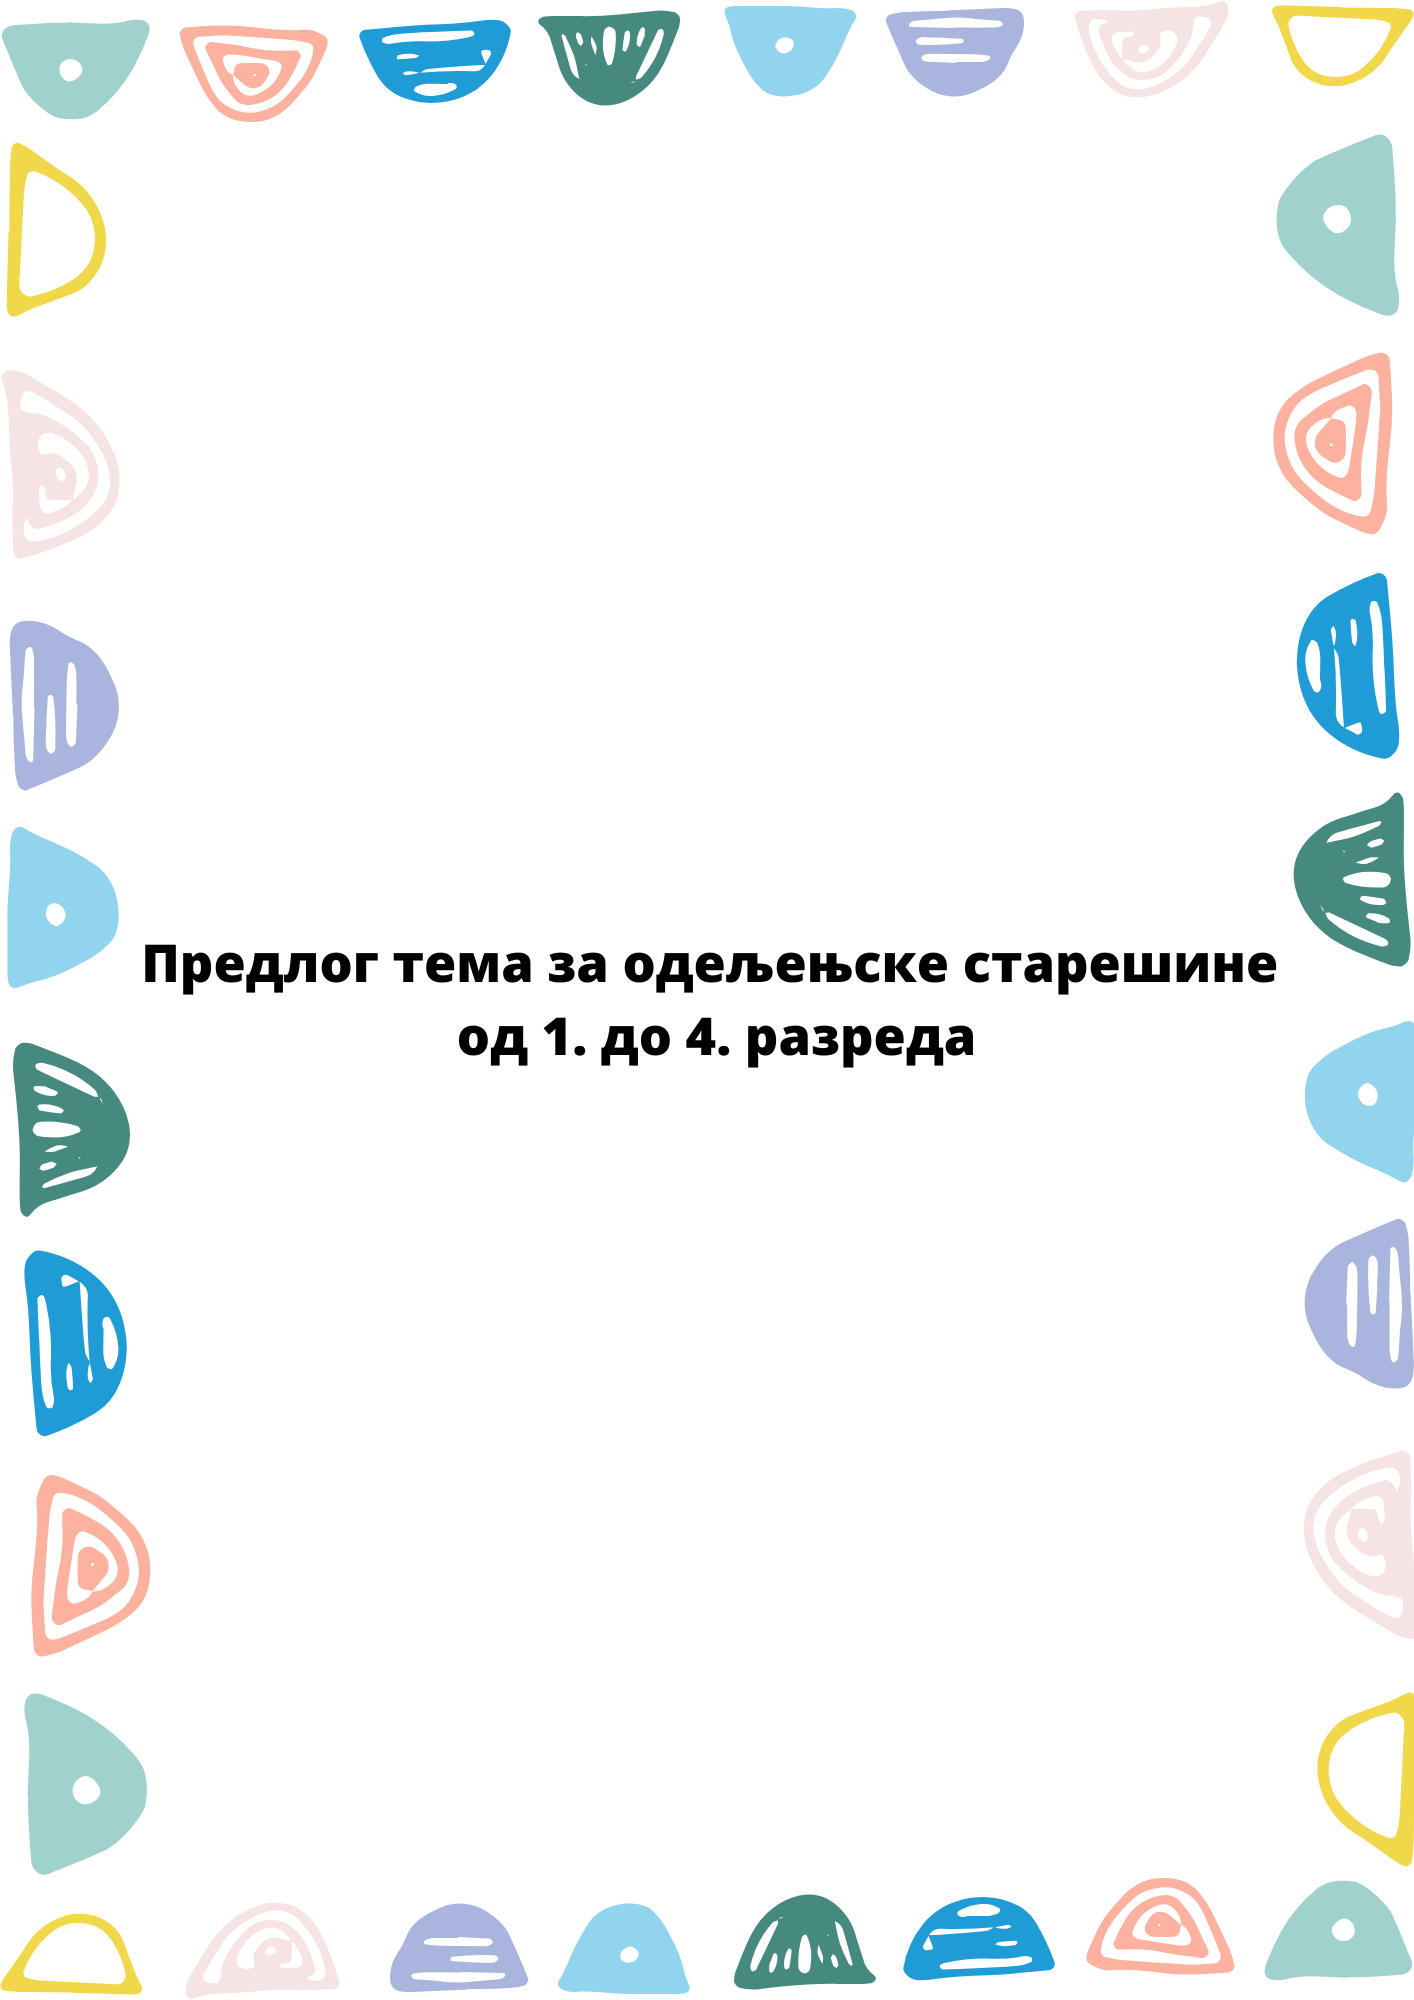 Предлог тема за одељењске старешине
од 1. до 4. разреда